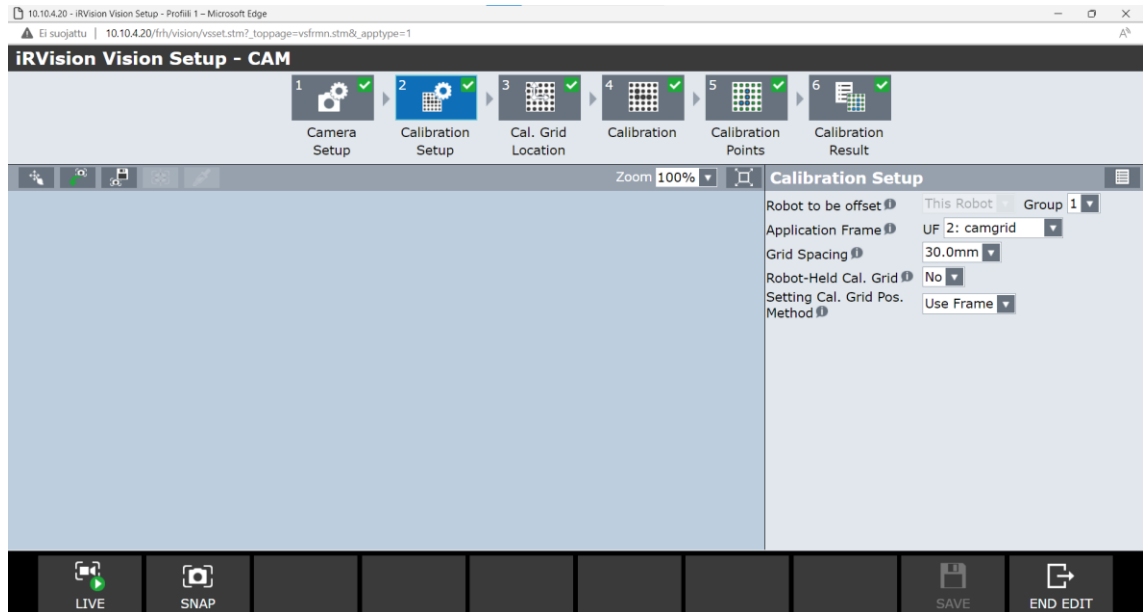 10.10.4.20 - iRVision Vision Setup - Profiili 1 – Microsoft Edge
Ei suojattu | 10.10.4.20/frh/vision/vsset.stm?_toppage=vsfrmn.stm&_apptype=1
iRVision Vision Setup - CAM
1 2 3 4 5 6
Camera Setup
Calibration Setup
Cal. Grid Location
Calibration
Calibration Points
Calibration Result
Zoom 100%
Calibration Setup
Robot to be offset This Robot Group 1
Application Frame UF 2: camgrid
Grid Spacing 30.0mm
Robot-Held Cal. Grid No
Setting Cal. Grid Pos.
Method Use Frame
LIVE SNAP SAVE END EDIT